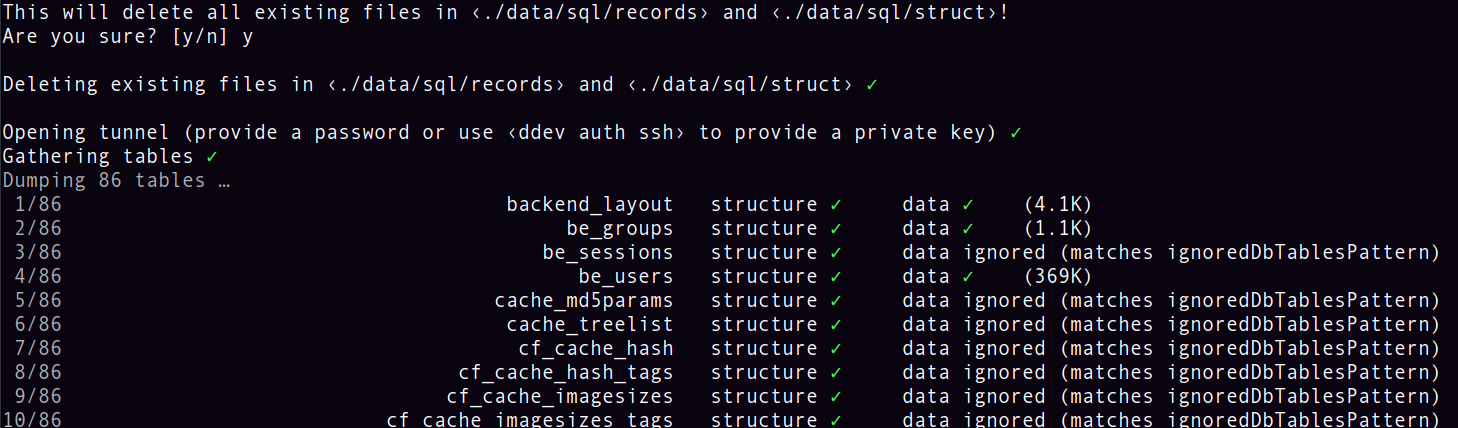 This will delete all existing files in ‹./data/sql/records› and ‹./data/sql/struct›!
Are you sure? [y/n] y
Deleting existing files in ‹./data/sql/records› and ‹./data/sql/struct› ✓
Opening tunnel (provide a password or use ‹ddev auth ssh› to provide a private key) ✓
Gathering tables ✓
Dumping 86 tables …
1/86 backend_layout structure ✓ data ✓ (4.1K)
2/86 be_groups structure ✓ data ✓ (1.1K)
3/86 be_sessions structure ✓ data ignored (matches ignoredDbTablesPattern)
4/86 be_users structure ✓ data ✓ (369K)
5/86 cache_md5params structure ✓ data ignored (matches ignoredDbTablesPattern)
6/86 cache_treelist structure ✓ data ignored (matches ignoredDbTablesPattern)
7/86 cf_cache_hash structure ✓ data ignored (matches ignoredDbTablesPattern)
8/86 cf_cache_hash_tags structure ✓ data ignored (matches ignoredDbTablesPattern)
9/86 cf_cache_imagesizes structure ✓ data ignored (matches ignoredDbTablesPattern)
10/86 cf_cache_imagesizes_tags structure ✓ data ignored (matches ignoredDbTablesPattern)